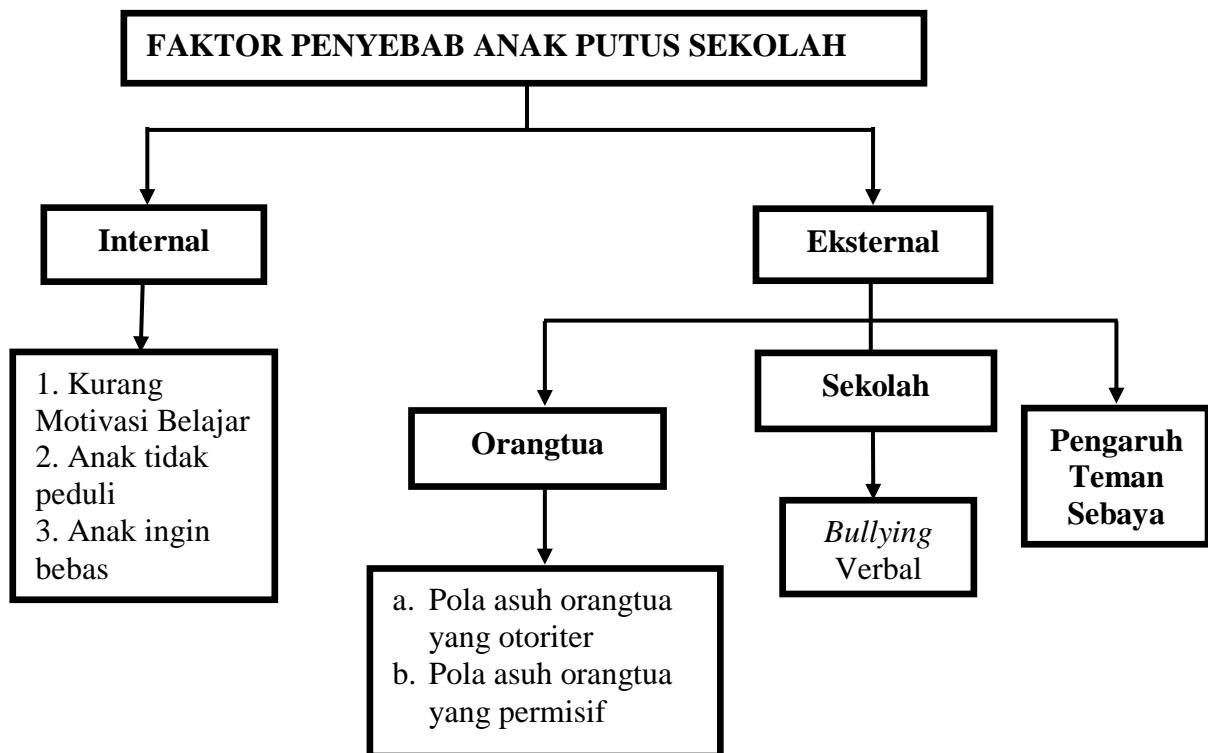 FAKTOR PENYEBAB ANAK PUTUS SEKOLAH
Internal
Eksternal
1. Kurang
Motivasi Belajar
2. Anak tidak
peduli
3. Anak ingin
bebas
Orangtua
Sekolah
Pengaruh
Teman
Sebaya
a. Pola asuh orangtua
yang otoriter
b. Pola asuh orangtua
yang permisif
Bullying
Verbal